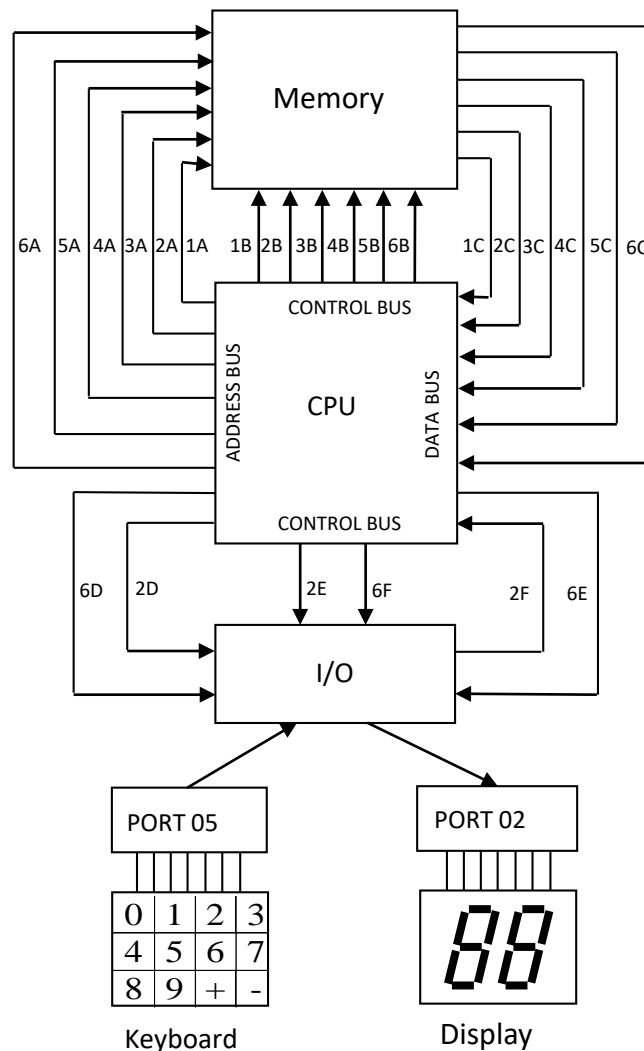 Memory
6A 5A 4A 3A 2A 1A 1B 2B 3B 4B 5B 6B 1C 2C 3C 4C 5C 6C
CONTROL BUS
ADDRESS BUS
CPU
DATA BUS
CONTROL BUS
6D 2D 2E 6F 2F 6E
I/O
PORT 05
PORT 02
0 1 2 3
4 5 6 7
8 9 + -
88
Keyboard
Display